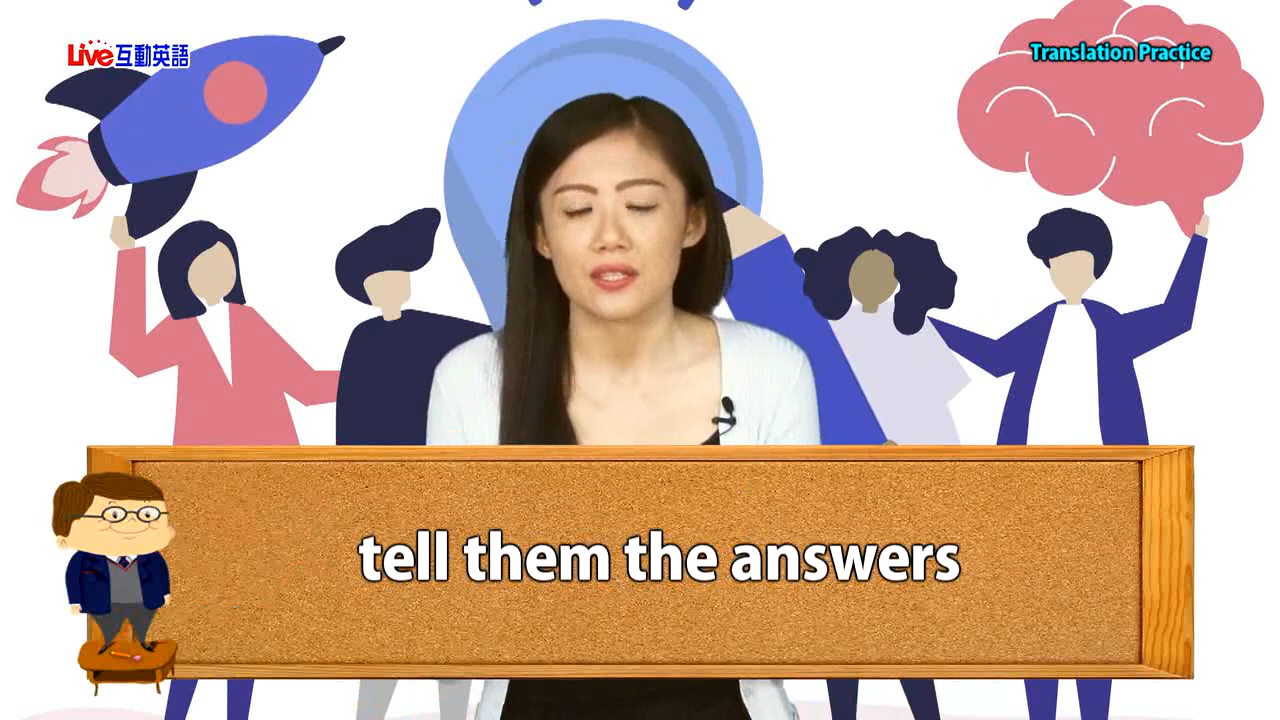 Live互動英語
Translation Practice
tell them the answers